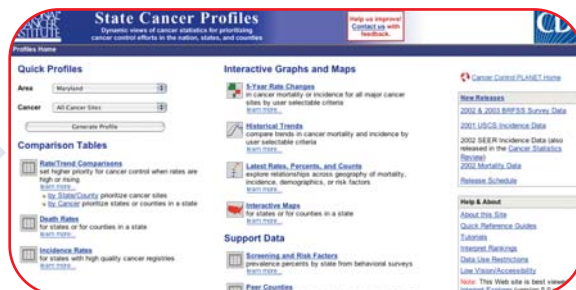 State Cancer Profiles
Dynamic views of cancer statistics for prioritizing
cancer control efforts in the nation, states, and counties
Help us improve!
Contact us with
feedback.
INSTITUTE
Profiles Home
Quick Profiles
Area Maryland
Cancer All Cancer Sites
Generate Profile
Comparison Tables
Rate/Trend Comparisons
set higher priority for cancer control when rates are
high or rising
learn more...
by State/County prioritize cancer sites
by Cancer prioritize states or counties in a state
Death Rates
for states or for counties in a state
learn more...
Incidence Rates
for states with high quality cancer registries
learn more...
Interactive Graphs and Maps
5-Year Rate Changes
in cancer mortality or incidence for all major cancer
sites by user selectable criteria
learn more...
Historical Trends
compare trends in cancer mortality and incidence by
user selectable criteria
learn more...
Latest Rates, Percents, and Counts
explore relationships across geography of mortality,
incidence, demographics, or risk factors
learn more...
Interactive Maps
for states or for counties in a state
learn more...
Support Data
Screening and Risk Factors
prevalence percents by state from behavioral surveys
learn more...
Peer Counties
Cancer Control PLANET Home
New Releases
2002 & 2003 BRFSS Survey Data
2001 USCS Incidence Data
2002 SEER Incidence Data (also
released in the Cancer Statistics
Review)
2002 Mortality Data
Release Schedule
Help & About
About this Site
Quick Reference Guides
Tutorials
Interpret Rankings
Data Use Restrictions
Low Vision/Accessibility
Note: This Web site is best viewed